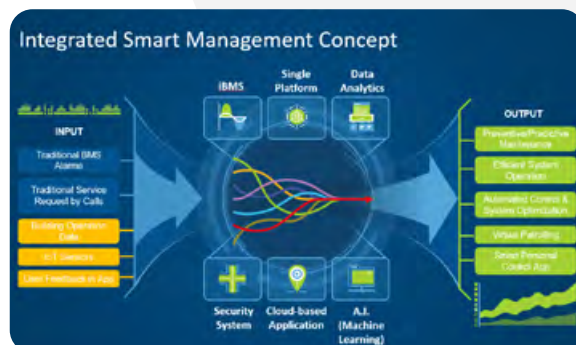 Integrated Smart Management Concept
iBMS
Single
Platform
Data
Analytics
INPUT
Traditional BMS
Alarms
Traditional Service
Request by Calls
Building Operation
Data
IoT Sensors
User Feedback in App
OUTPUT
Preventive/Predictive
Maintenance
Efficient System
Operation
Automated Control &
System Optimization
Virtual Patrolling
Smart Personal
Control App
Security
System
Cloud-based
Application
A.I.
(Machine
Learning)